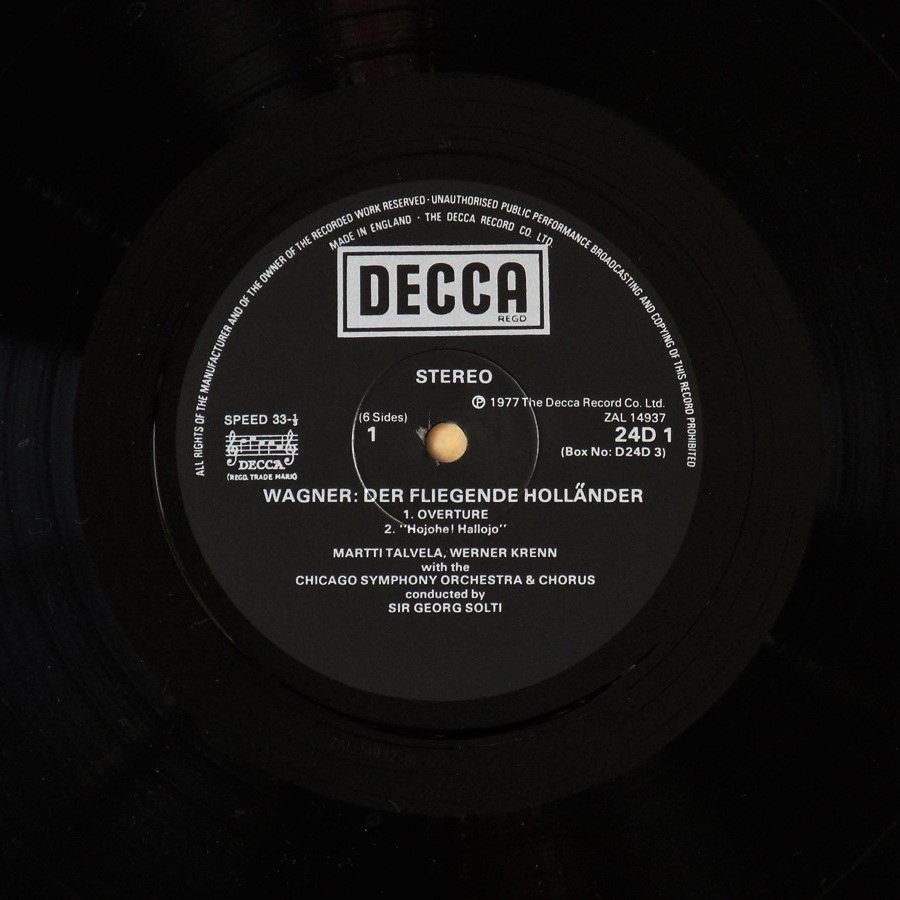 ALL RIGHTS OF THE MANUFACTURER AND OF THE OWNER OF THE RECORDED WORK RESERVED · UNAUTHORISED PUBLIC PERFORMANCE BROADCASTING AND COPYING OF THIS RECORD PROHIBITED
MADE IN ENGLAND · THE DECCA RECORD CO. LTD.
DECCA
REGD
STEREO
℗ 1977 The Decca Record Co. Ltd.
SPEED 33-⅓
(6 Sides)
ZAL 14937
1
24D 1
(Box No: D24D 3)
DECCA
(REGD. TRADE MARK)
WAGNER: DER FLIEGENDE HOLLÄNDER
1. OVERTURE
2. "Hojohe! Hallojo"
MARTTI TALVELA, WERNER KRENN
with the
CHICAGO SYMPHONY ORCHESTRA & CHORUS
conducted by
SIR GEORG SOLTI